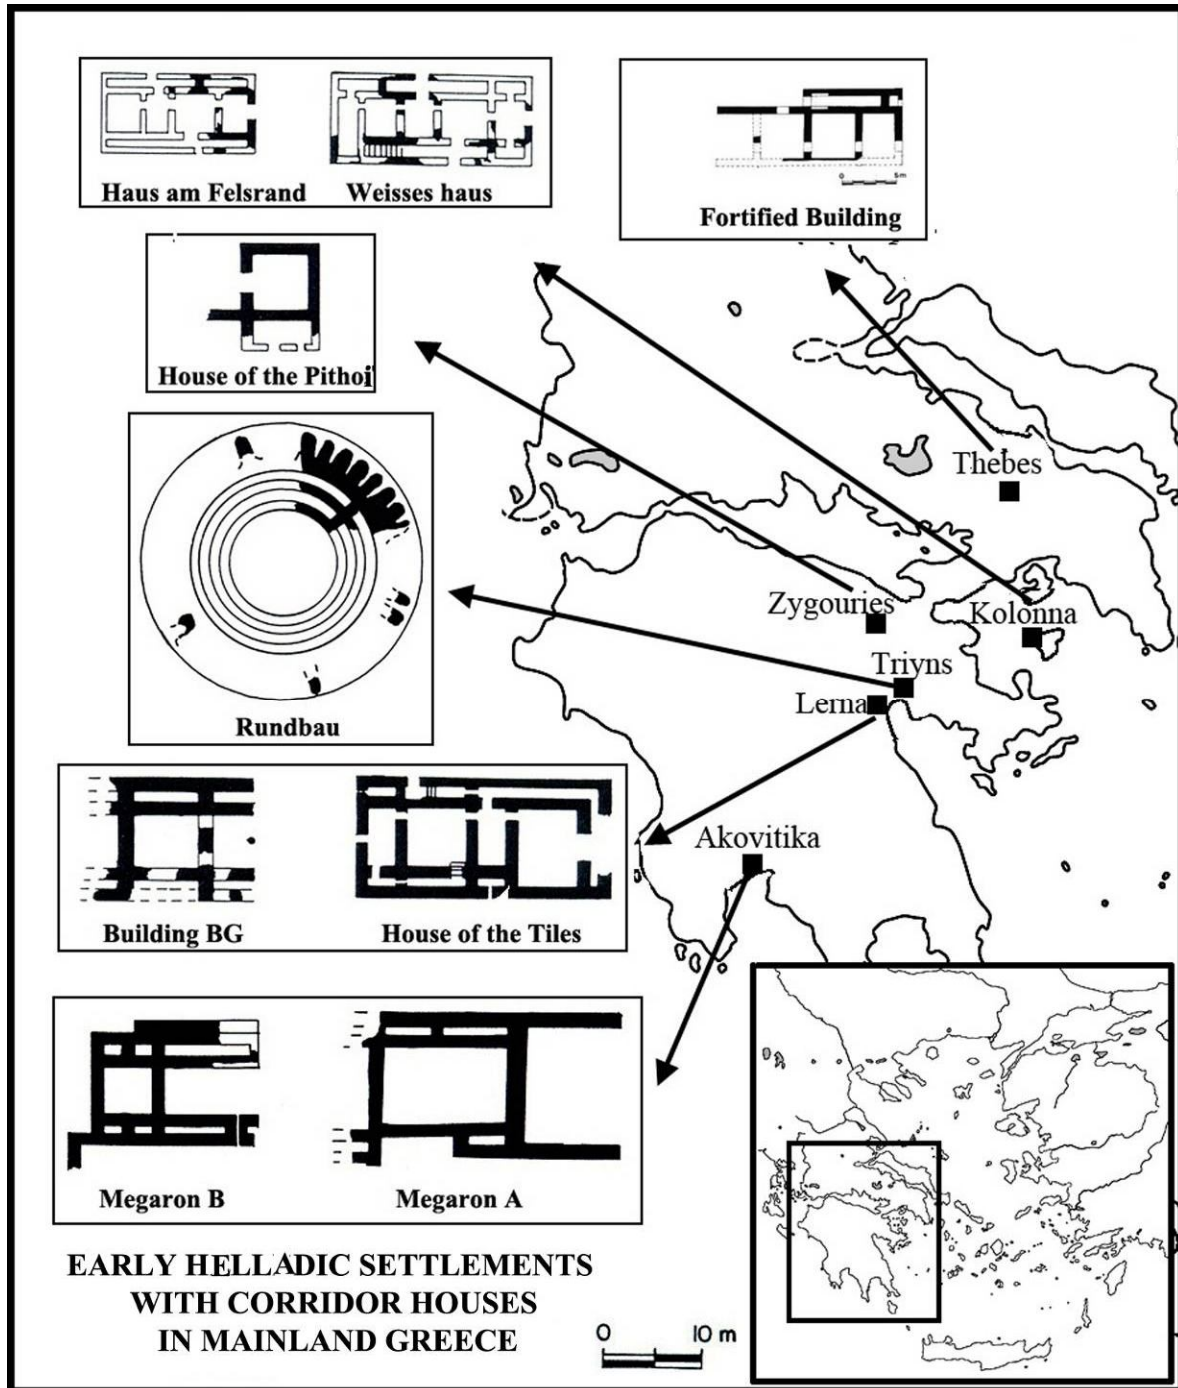 Haus am Felsrand
Weisses haus
0 5m
Fortified Building
House of the Pithoi
Thebes
Zygouries
Kolonna
Triyns
Lerna
Rundbau
Akovitika
Building BG
House of the Tiles
Megaron B
Megaron A
EARLY HELLADIC SETTLEMENTS
WITH CORRIDOR HOUSES
IN MAINLAND GREECE
0 10 m